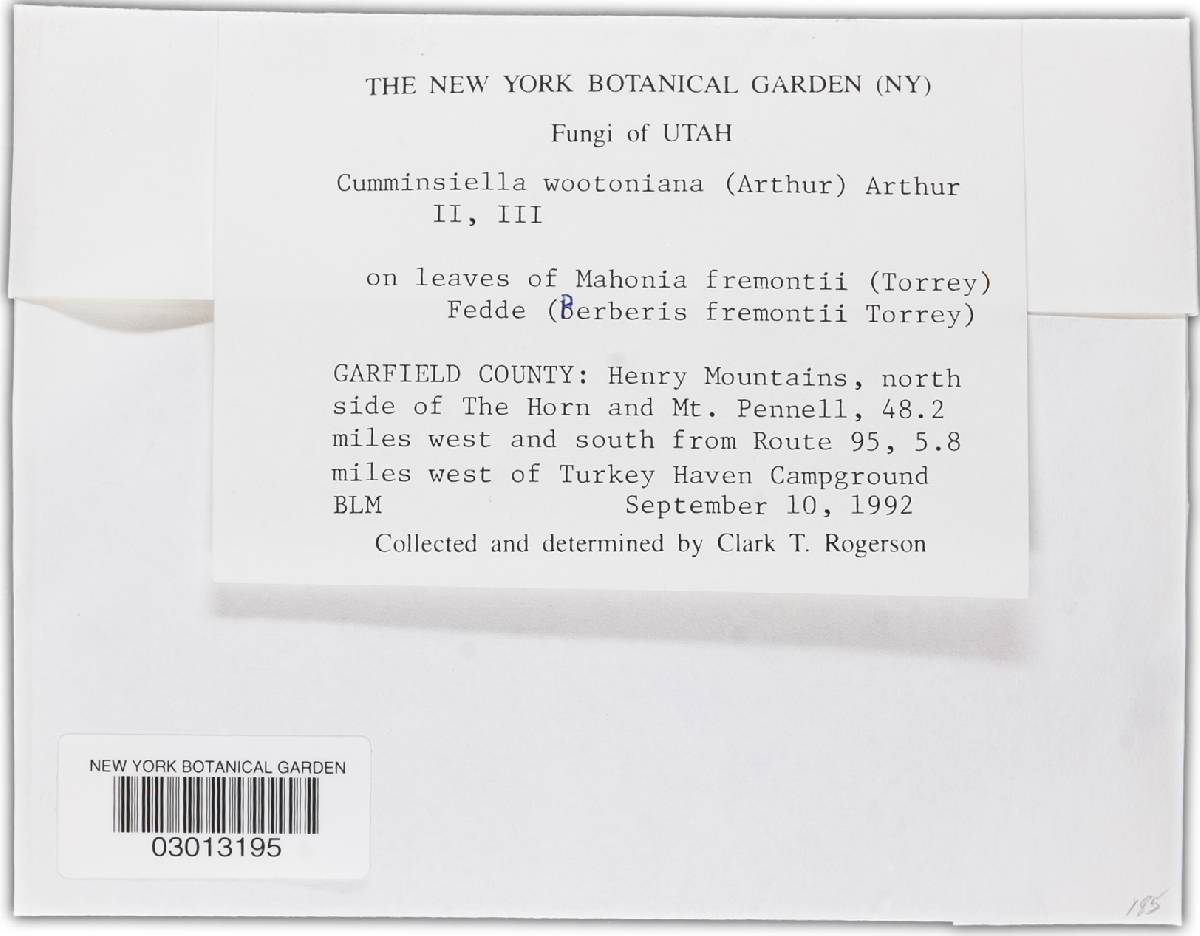 THE NEW YORK BOTANICAL GARDEN (NY)
Fungi of UTAH
Cumminsiella wootoniana (Arthur) Arthur
II, III
on leaves of Mahonia fremontii (Torrey)
Fedde (Berberis fremontii Torrey)
GARFIELD COUNTY: Henry Mountains, north
side of The Horn and Mt. Pennell, 48.2
miles west and south from Route 95, 5.8
miles west of Turkey Haven Campground
BLM September 10, 1992
Collected and determined by Clark T. Rogerson
NEW YORK BOTANICAL GARDEN
03013195
185